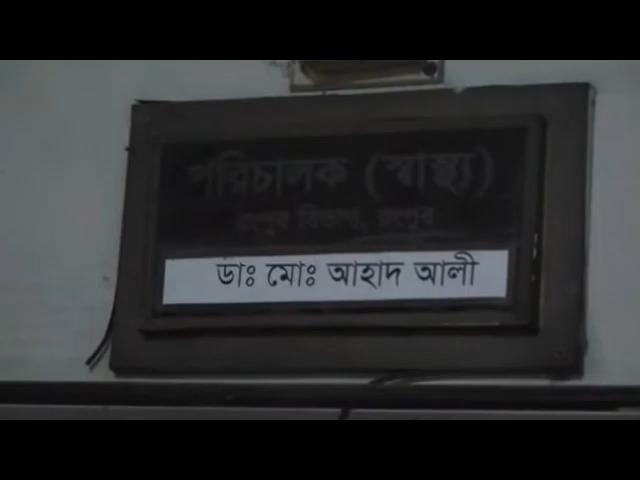 পরিচালক (স্বাস্থ্য)
রংপুর বিভাগ, রংপুর
ডাঃ মোঃ আহাদ আলী